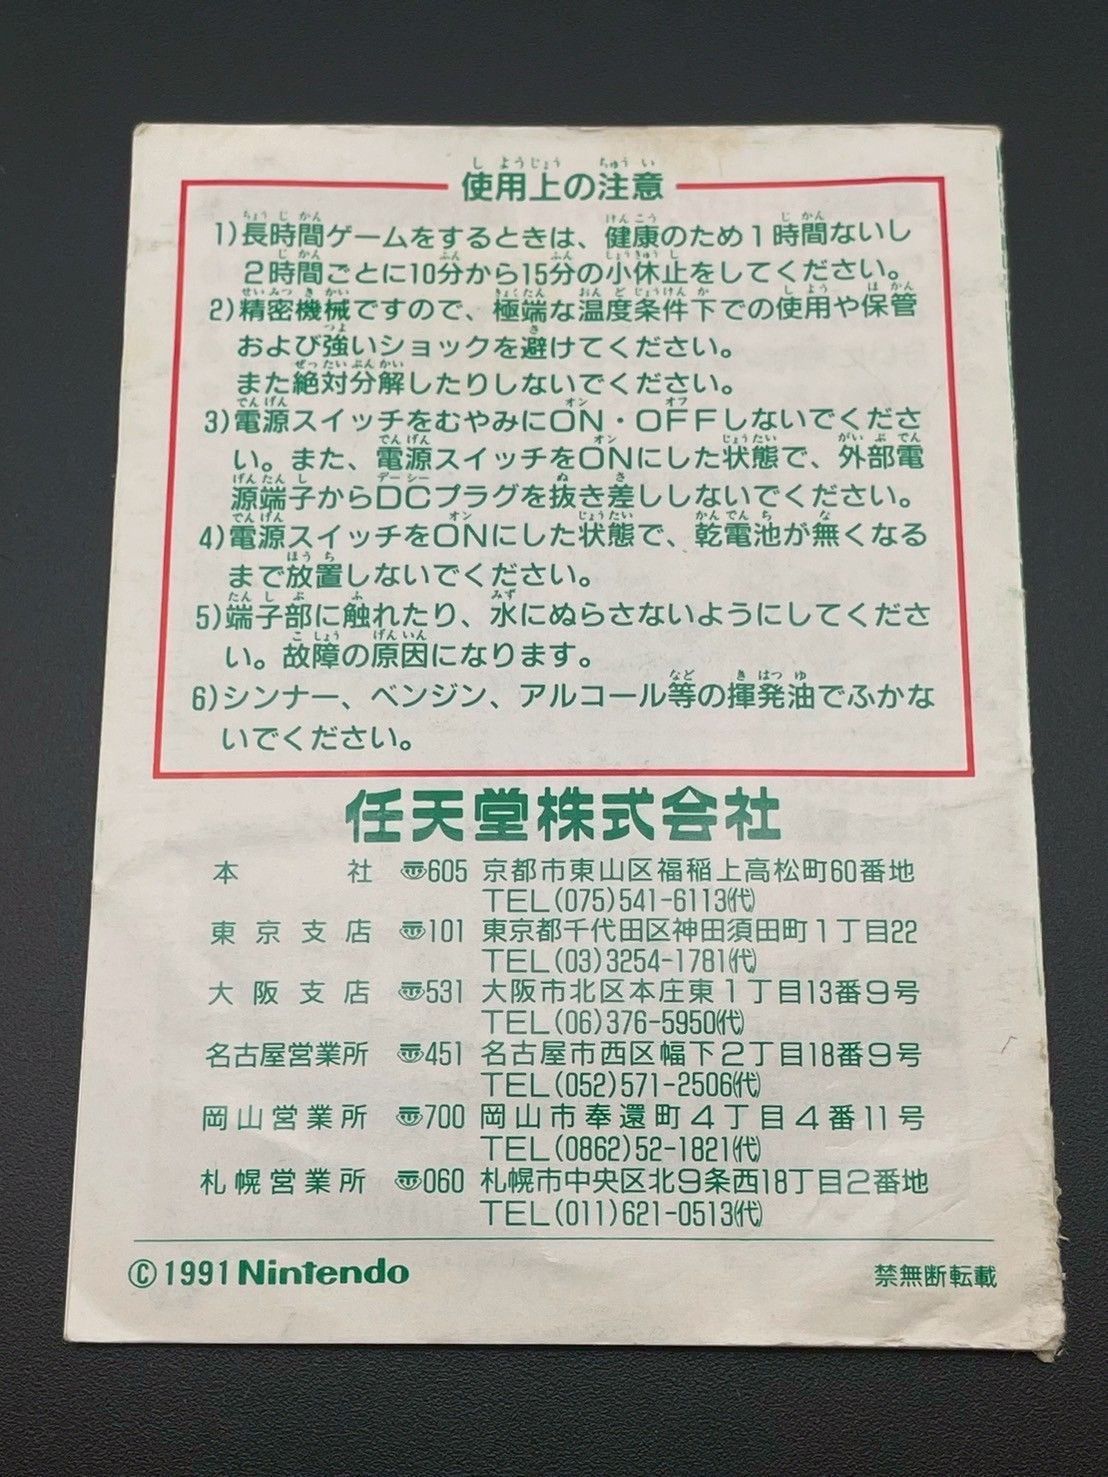 使用上の注意
1)長時間ゲームをするときは、健康のため1時間ないし
2時間ごとに10分から15分の小休止をしてください。
2)精密機械ですので、極端な温度条件下での使用や保管
および強いショックを避けてください。
また絶対分解したりしないでください。
3)電源スイッチをむやみにON・OFFしないでくださ
い。また、電源スイッチをONにした状態で、外部電
源端子からDCプラグを抜き差ししないでください。
4)電源スイッチをONにした状態で、乾電池が無くなる
まで放置しないでください。
5)端子部に触れたり、水にぬらさないようにしてくださ
い。故障の原因になります。
6)シンナー、ベンジン、アルコール等の揮発油でふかな
いでください。
任天堂株式会社
本社 〠605 京都市東山区福稲上高松町60番地
TEL(075)541-6113㈹
東京支店 〠101 東京都千代田区神田須田町1丁目22
TEL(03)3254-1781㈹
大阪支店 〠531 大阪市北区本庄東1丁目13番9号
TEL(06)376-5950㈹
名古屋営業所 〠451 名古屋市西区幅下2丁目18番9号
TEL(052)571-2506㈹
岡山営業所 〠700 岡山市奉還町4丁目4番11号
TEL(0862)52-1821㈹
札幌営業所 〠060 札幌市中央区北9条西18丁目2番地
TEL(011)621-0513㈹
©1991 Nintendo 禁無断転載